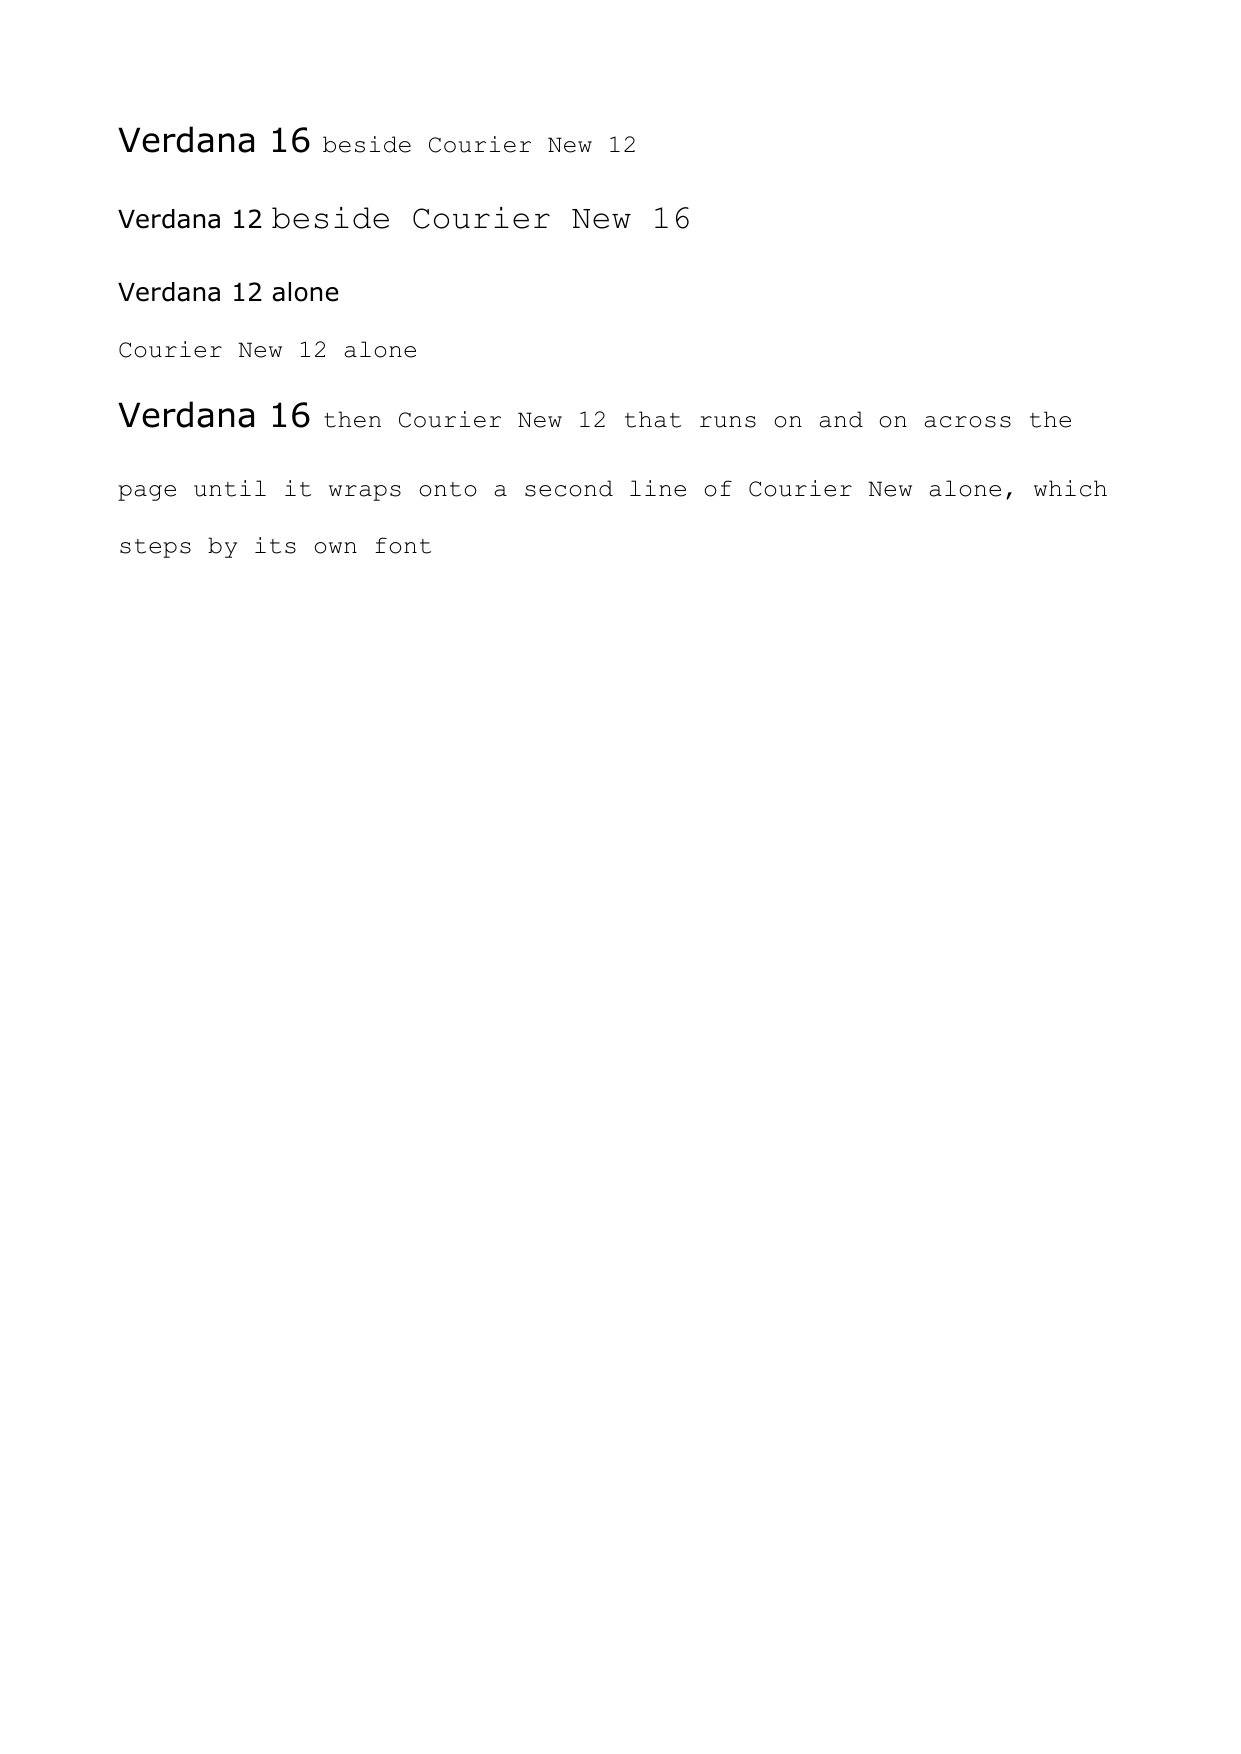 Verdana 16 beside Courier New 12
Verdana 12 beside Courier New 16
Verdana 12 alone
Courier New 12 alone
Verdana 16 then Courier New 12 that runs on and on across the
page until it wraps onto a second line of Courier New alone, which
steps by its own font